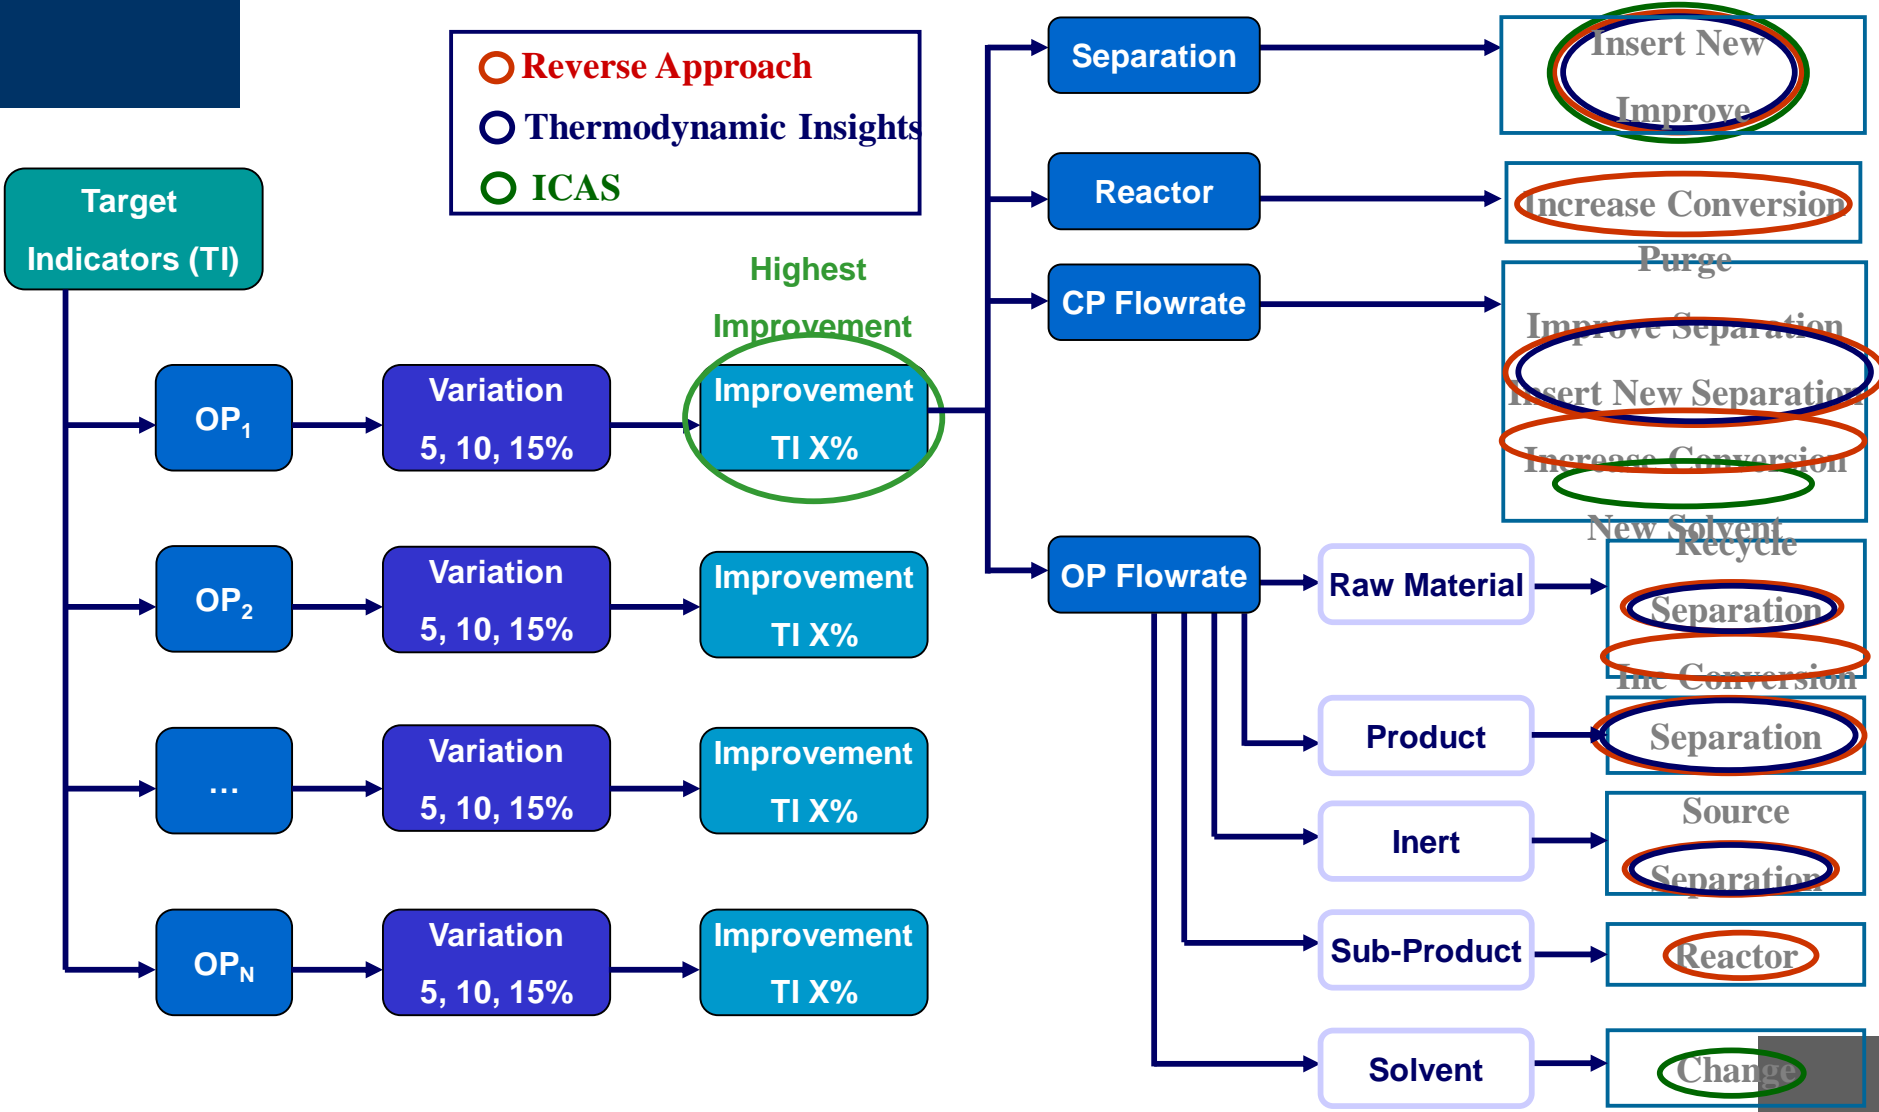 Reverse Approach
Thermodynamic Insights
ICAS
Target
Indicators (TI)
Highest
Improvement
OP1
Variation
5, 10, 15%
Improvement
TI X%
OP2
Variation
5, 10, 15%
Improvement
TI X%
...
Variation
5, 10, 15%
Improvement
TI X%
OPN
Variation
5, 10, 15%
Improvement
TI X%
Separation
Insert New
Improve
Reactor
Increase Conversion
CP Flowrate
Purge
Improve Separation
Insert New Separation
Increase Conversion
New Solvent
OP Flowrate
Raw Material
Recycle
Separation
Inc Conversion
Product
Separation
Inert
Source
Separation
Sub-Product
Reactor
Solvent
Change